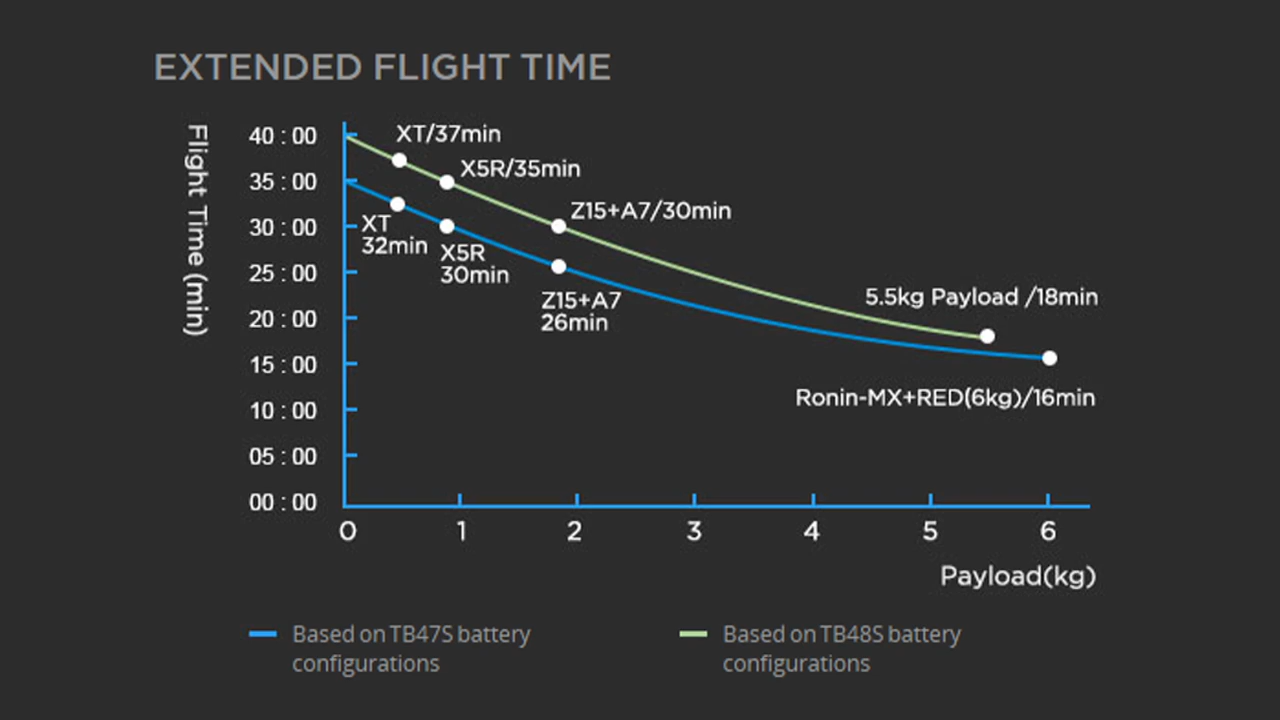 EXTENDED FLIGHT TIME
Flight Time (min)
40 : 00
35 : 00
30 : 00
25 : 00
20 : 00
15 : 00
10 : 00
05 : 00
00 : 00
XT/37min
X5R/35min
Z15+A7/30min
5.5kg Payload /18min
XT
32min
X5R
30min
Z15+A7
26min
Ronin-MX+RED(6kg)/16min
0 1 2 3 4 5 6
Payload(kg)
Based on TB47S battery
configurations
Based on TB48S battery
configurations